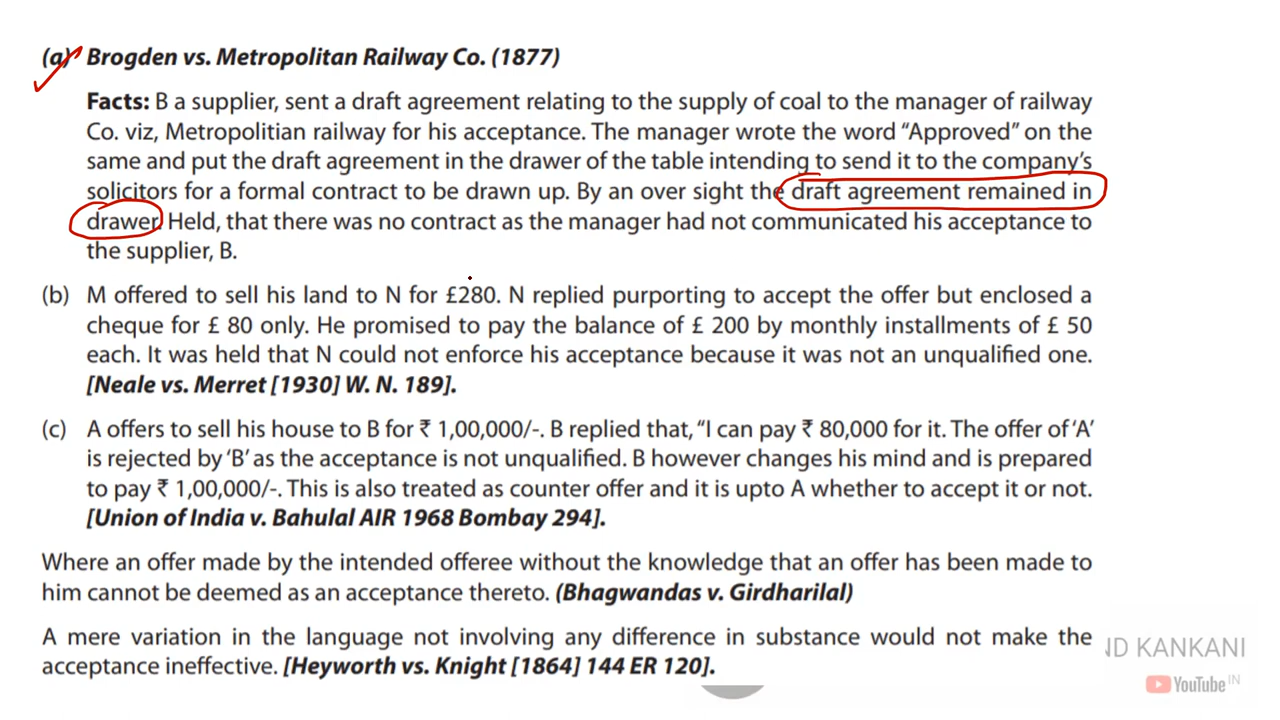 (a) Brogden vs. Metropolitan Railway Co. (1877)
Facts: B a supplier, sent a draft agreement relating to the supply of coal to the manager of railway
Co. viz, Metropolitian railway for his acceptance. The manager wrote the word “Approved” on the
same and put the draft agreement in the drawer of the table intending to send it to the company’s
solicitors for a formal contract to be drawn up. By an over sight the draft agreement remained in
drawer. Held, that there was no contract as the manager had not communicated his acceptance to
the supplier, B.
(b) M offered to sell his land to N for £280. N replied purporting to accept the offer but enclosed a
cheque for £ 80 only. He promised to pay the balance of £ 200 by monthly installments of £ 50
each. It was held that N could not enforce his acceptance because it was not an unqualified one.
[Neale vs. Merret [1930] W. N. 189].
(c) A offers to sell his house to B for ₹ 1,00,000/-. B replied that, “I can pay ₹ 80,000 for it. The offer of ‘A’
is rejected by ‘B’ as the acceptance is not unqualified. B however changes his mind and is prepared
to pay ₹ 1,00,000/-. This is also treated as counter offer and it is upto A whether to accept it or not.
[Union of India v. Bahulal AIR 1968 Bombay 294].
Where an offer made by the intended offeree without the knowledge that an offer has been made to
him cannot be deemed as an acceptance thereto. (Bhagwandas v. Girdharilal)
A mere variation in the language not involving any difference in substance would not make the
acceptance ineffective. [Heyworth vs. Knight [1864] 144 ER 120].
ND KANKANI
YouTube IN